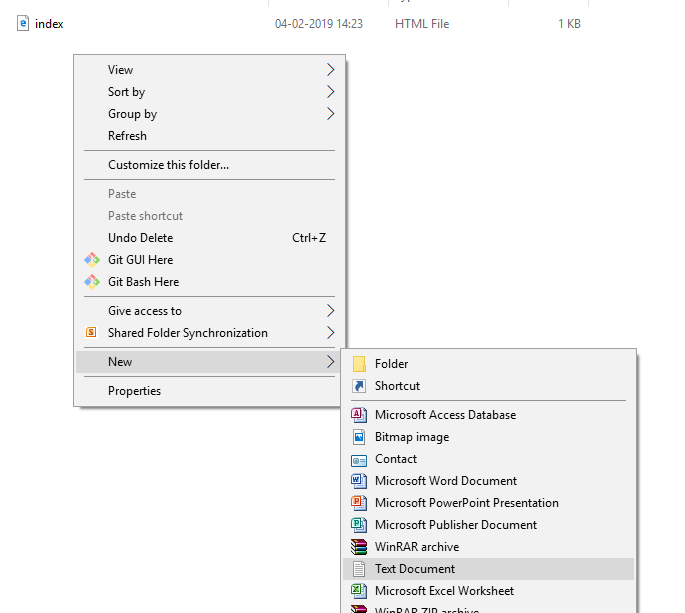 index 04-02-2019 14:23 HTML File 1 KB
View
Sort by
Group by
Refresh
Customize this folder...
Paste
Paste shortcut
Undo Delete Ctrl+Z
Git GUI Here
Git Bash Here
Give access to
Shared Folder Synchronization
New
Properties
Folder
Shortcut
Microsoft Access Database
Bitmap image
Contact
Microsoft Word Document
Microsoft PowerPoint Presentation
Microsoft Publisher Document
WinRAR archive
Text Document
Microsoft Excel Worksheet
WinRAR ZIP archive